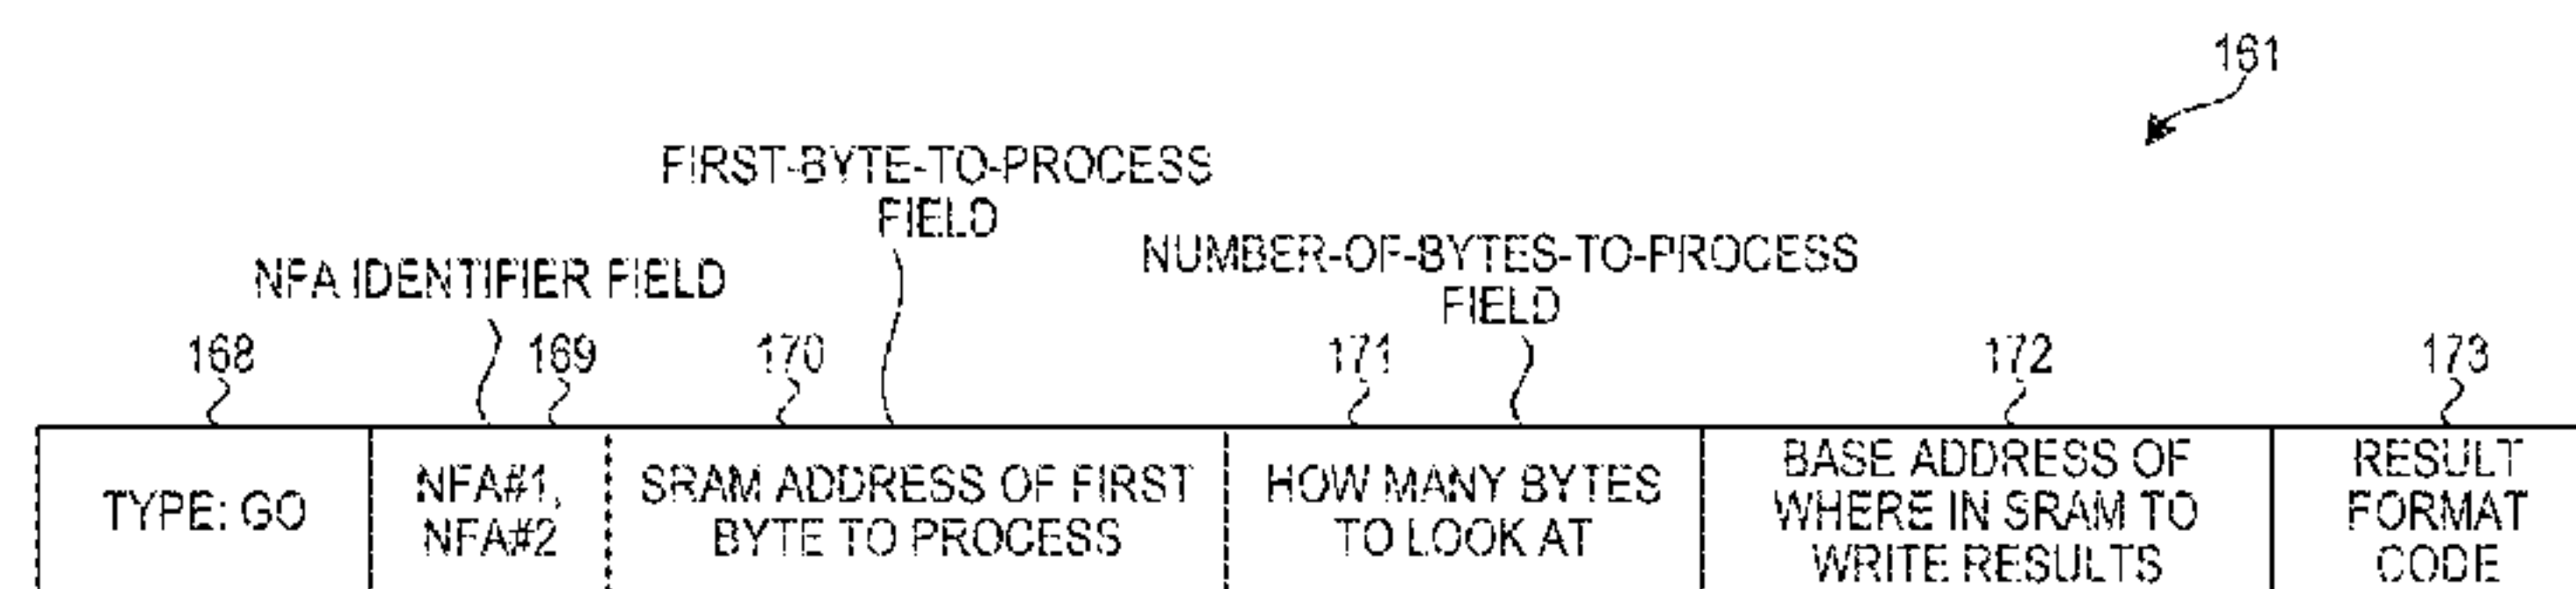 161
FIRST-BYTE-TO-PROCESS
FIELD
NUMBER-OF-BYTES-TO-PROCESS
FIELD
NFA IDENTIFIER FIELD
168
169
170
171
172
173
TYPE: GO
NFA#1,
NFA#2
SRAM ADDRESS OF FIRST
BYTE TO PROCESS
HOW MANY BYTES
TO LOOK AT
BASE ADDRESS OF
WHERE IN SRAM TO
WRITE RESULTS
RESULT
FORMAT
CODE